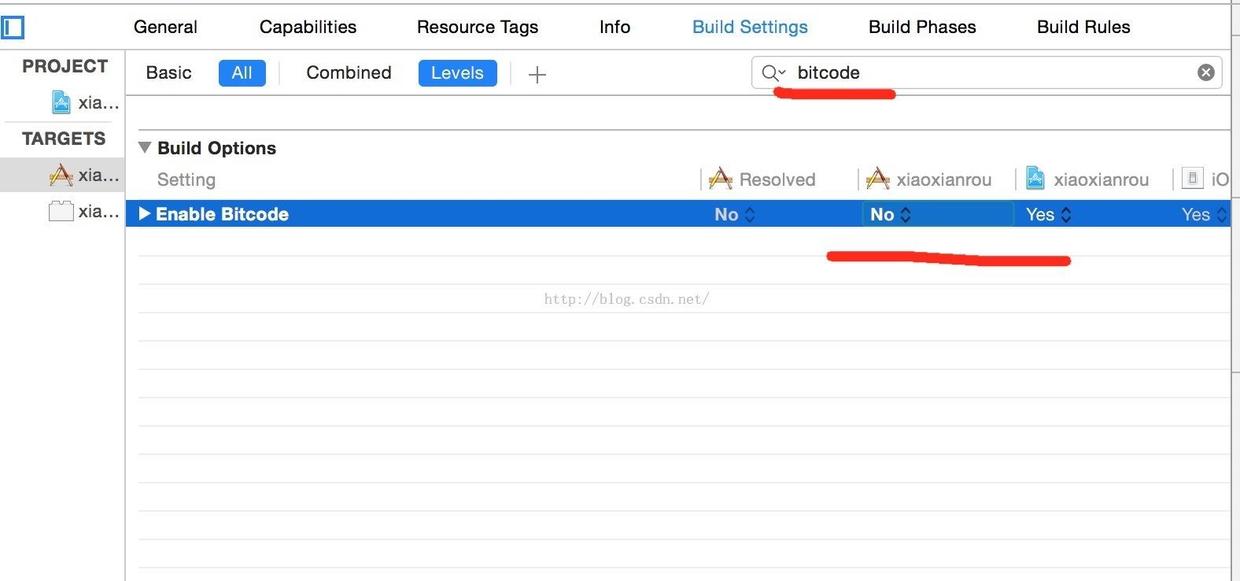 General Capabilities Resource Tags Info Build Settings Build Phases Build Rules
PROJECT
xia...
TARGETS
xia...
xia...
Basic All Combined Levels + bitcode
Build Options
Setting Resolved xiaoxianrou xiaoxianrou iO
Enable Bitcode No No Yes Yes
http://blog.csdn.net/